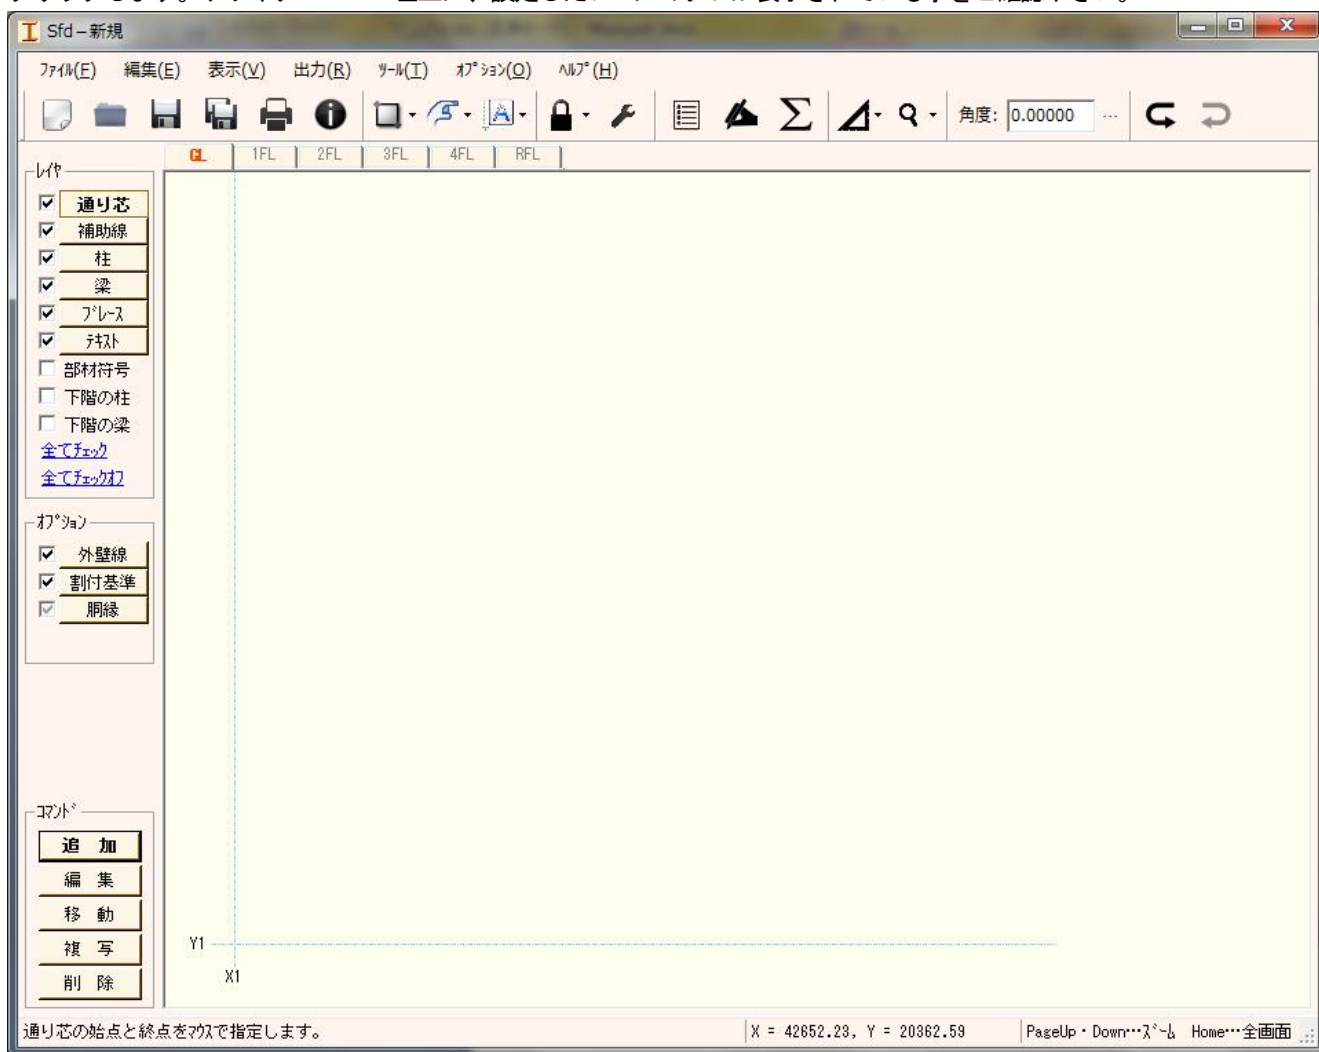 Sfd – 新規
ﾌｧｲﾙ(F) 編集(E) 表示(V) 出力(R) ﾂｰﾙ(T) ｵﾌﾟｼｮﾝ(O) ﾍﾙﾌﾟ(H)
角度: 0.00000 ...
GL 1FL 2FL 3FL 4FL RFL
ﾚｲﾔ
通り芯
補助線
柱
梁
ﾌﾞﾚｰｽ
ﾃｷｽﾄ
部材符号
下階の柱
下階の梁
全てﾁｪｯｸ
全てﾁｪｯｸｵﾌ
ｵﾌﾟｼｮﾝ
外壁線
割付基準
胴縁
ｺﾏﾝﾄﾞ
追 加
編 集
移 動
複 写
削 除
Y1
X1
通り芯の始点と終点をﾏｳｽで指定します。
X = 42652.23, Y = 20362.59
PageUp・Down…ｽﾞｰﾑ Home…全画面